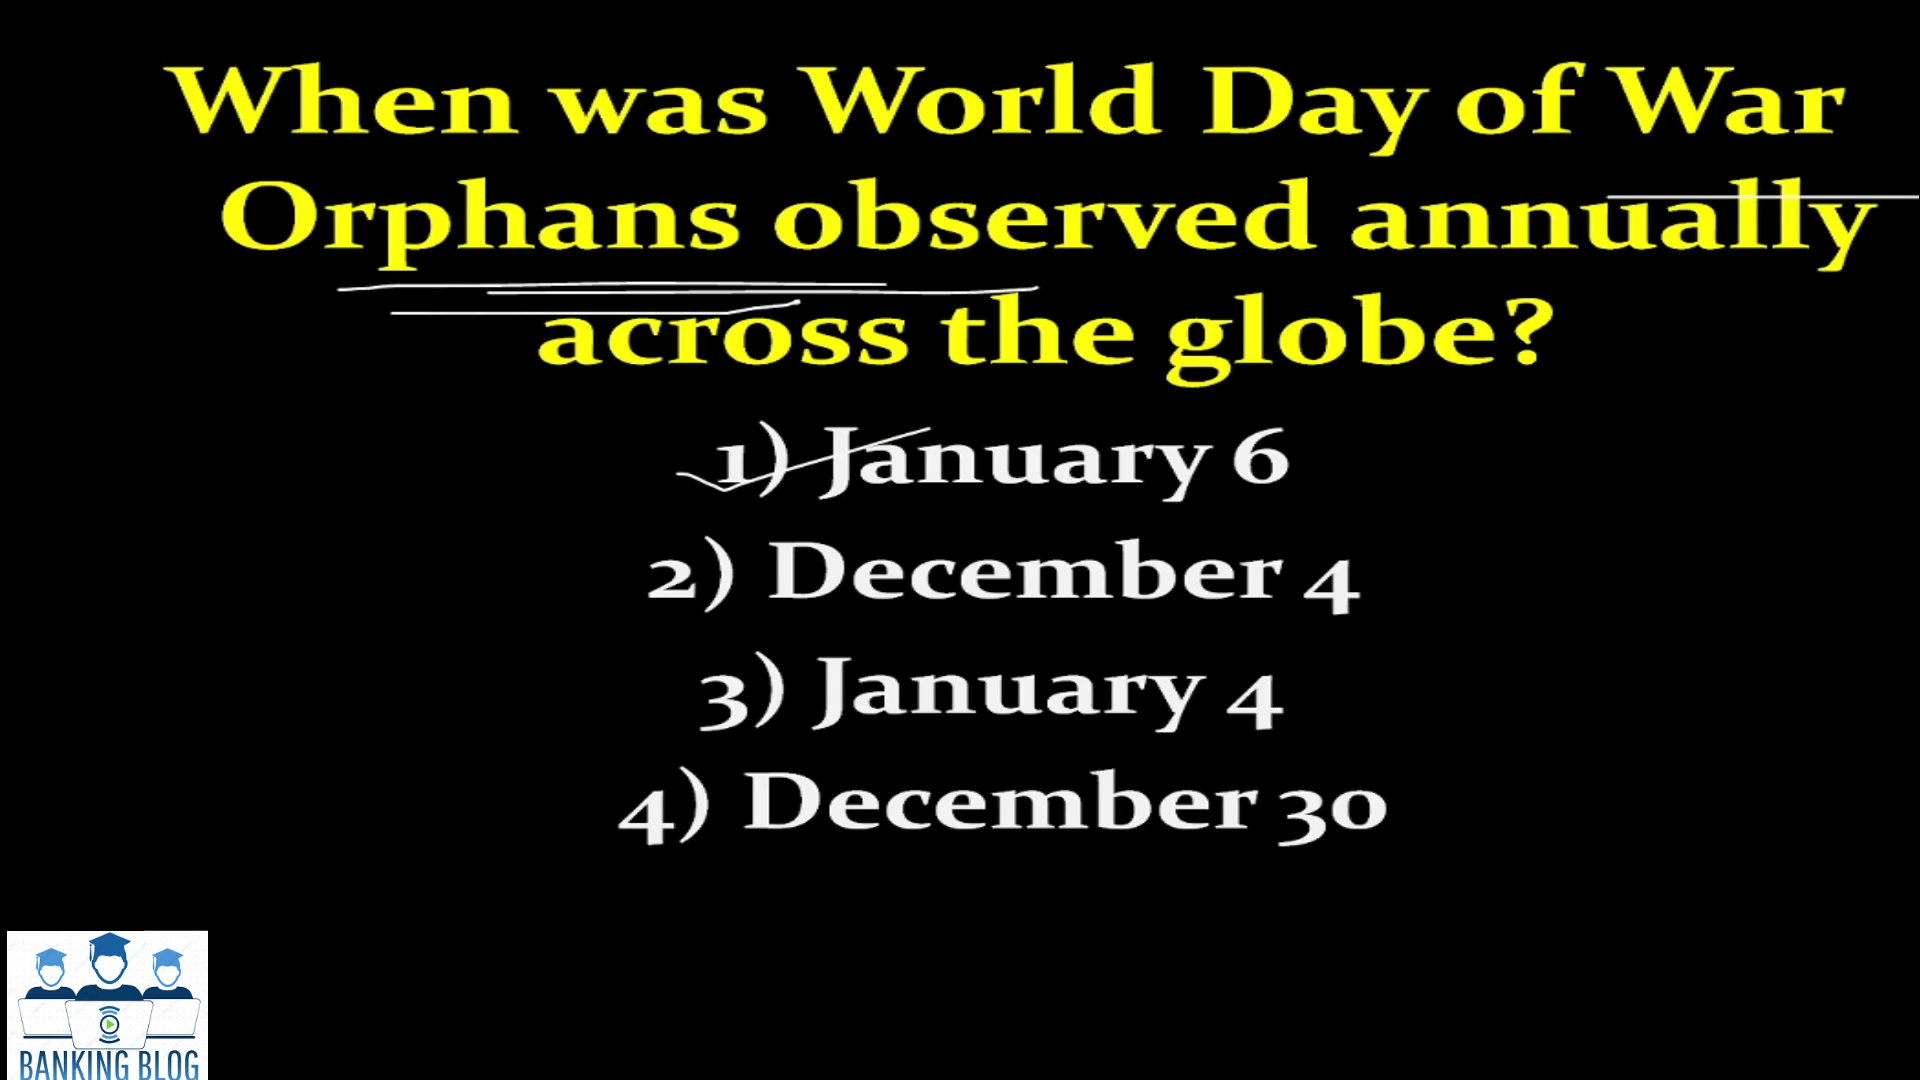 When was World Day of War
Orphans observed annually
across the globe?
1) January 6
2) December 4
3) January 4
4) December 30
BANKING BLOG